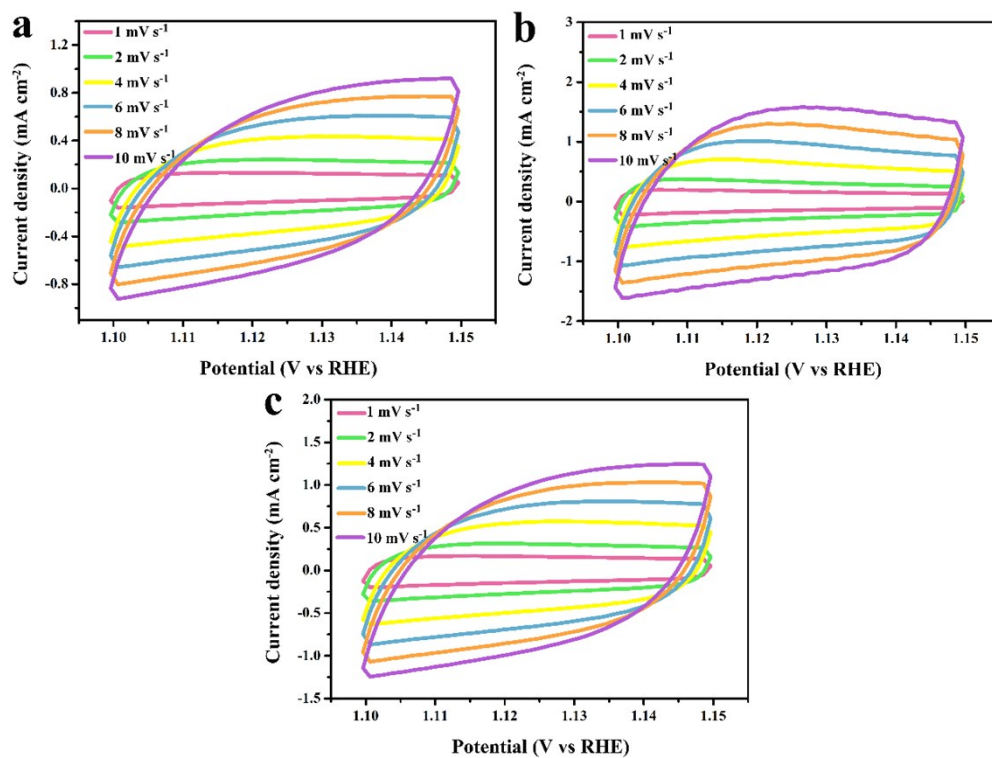 a
1 mV s⁻¹
2 mV s⁻¹
4 mV s⁻¹
6 mV s⁻¹
8 mV s⁻¹
10 mV s⁻¹
Current density (mA cm⁻²)
1.2
0.8
0.4
0.0
-0.4
-0.8
1.10 1.11 1.12 1.13 1.14 1.15
Potential (V vs RHE)
b
1 mV s⁻¹
2 mV s⁻¹
4 mV s⁻¹
6 mV s⁻¹
8 mV s⁻¹
10 mV s⁻¹
Current density (mA cm⁻²)
3
2
1
0
-1
-2
1.10 1.11 1.12 1.13 1.14 1.15
Potential (V vs RHE)
c
1 mV s⁻¹
2 mV s⁻¹
4 mV s⁻¹
6 mV s⁻¹
8 mV s⁻¹
10 mV s⁻¹
Current density (mA cm⁻²)
2.0
1.5
1.0
0.5
0.0
-0.5
-1.0
-1.5
1.10 1.11 1.12 1.13 1.14 1.15
Potential (V vs RHE)